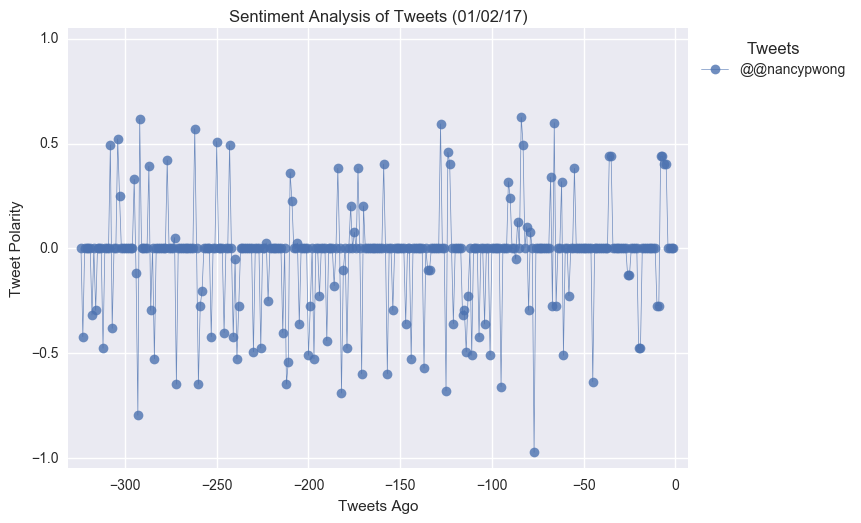 Sentiment Analysis of Tweets (01/02/17)
Tweets
@@nancypwong
1.0
0.5
0.0
−0.5
−1.0
Tweet Polarity
−300 −250 −200 −150 −100 −50 0
Tweets Ago